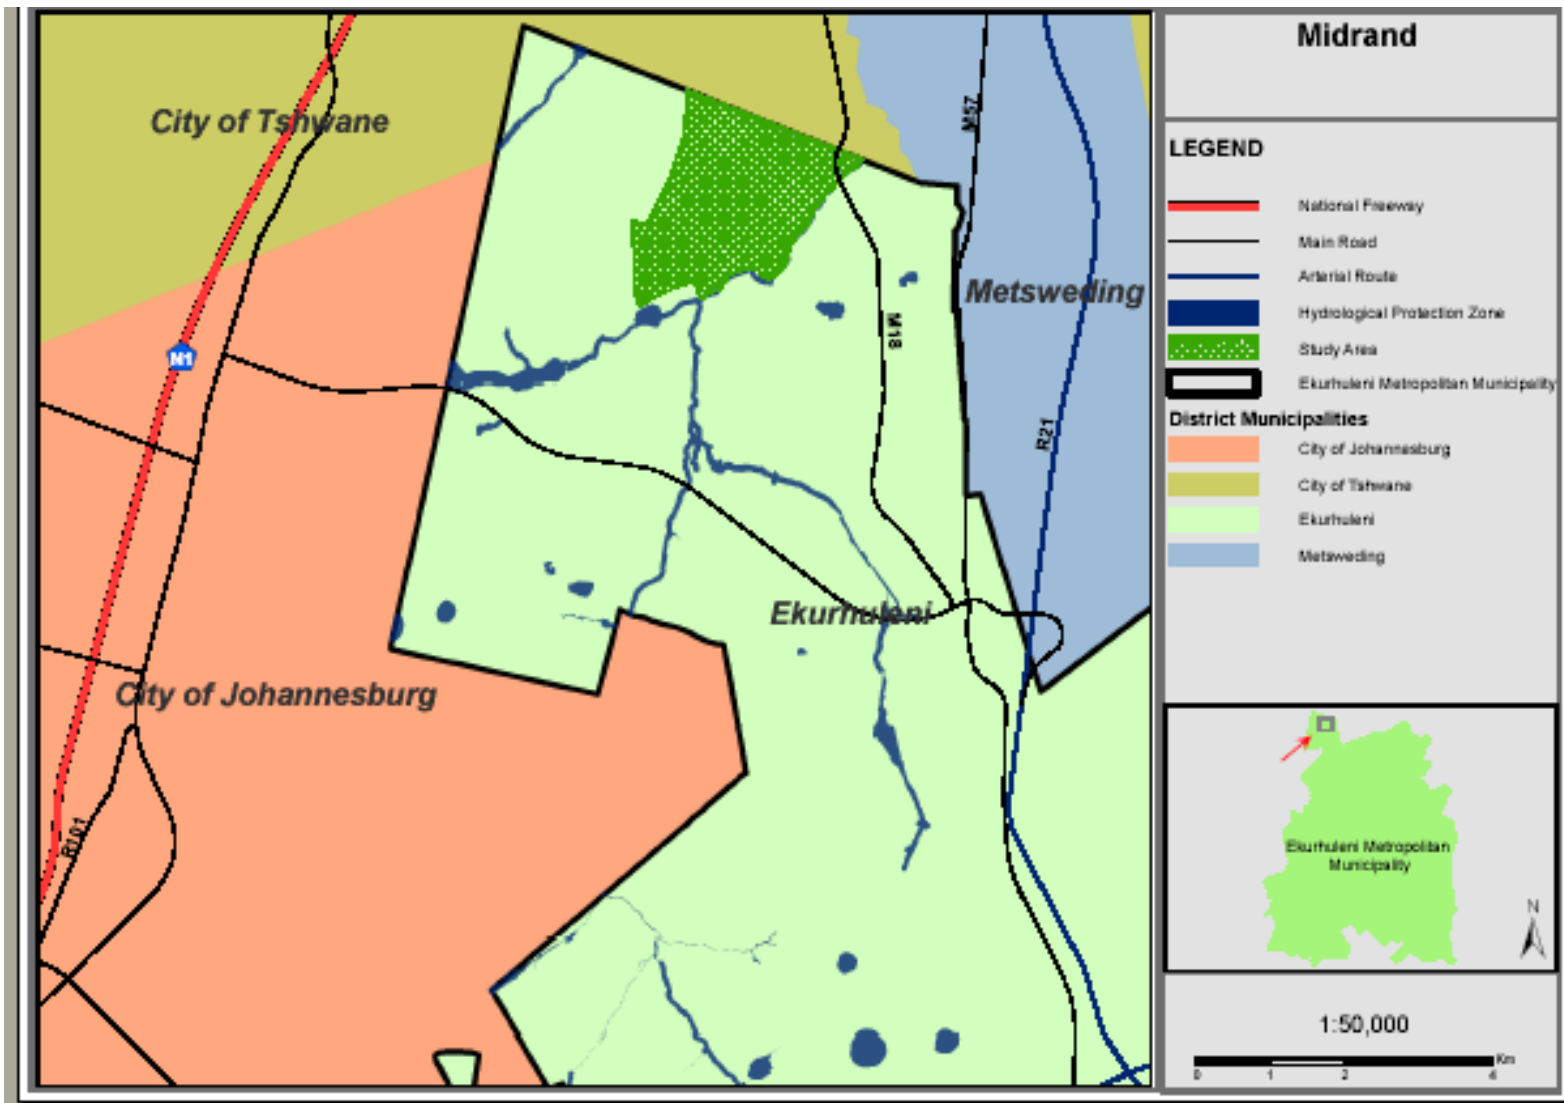 Midrand
LEGEND
National Freeway
Main Road
Arterial Route
Hydrological Protection Zone
Study Area
Ekurhuleni Metropolitan Municipality
District Municipalities
City of Johannesburg
City of Tshwane
Ekurhuleni
Metsweding
City of Tshwane
M57
Metsweding
M18
N1
R21
Ekurhuleni
City of Johannesburg
R101
Ekurhuleni Metropolitan
Municipality
N
1:50,000
Km
0 1 2 4